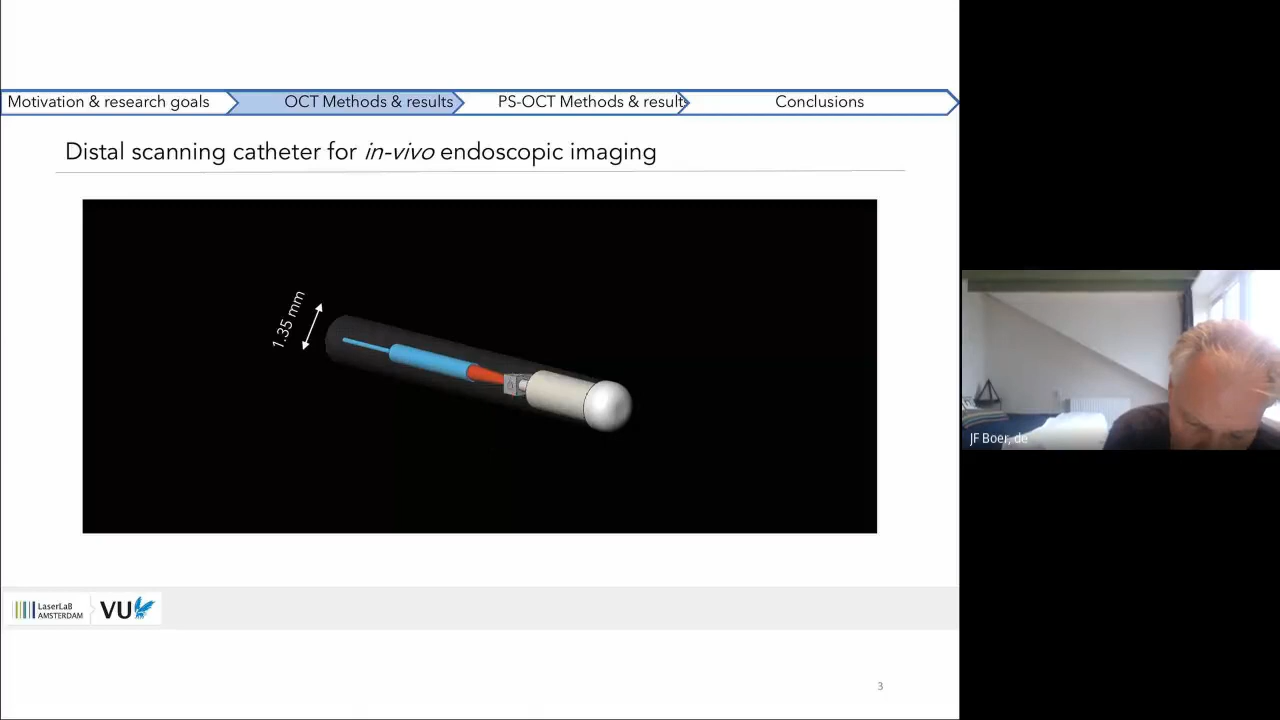 Motivation & research goals
OCT Methods & results
PS-OCT Methods & results
Conclusions
Distal scanning catheter for in-vivo endoscopic imaging
1.35 mm
JF Boer, de
LASERLAB
AMSTERDAM
VU
3